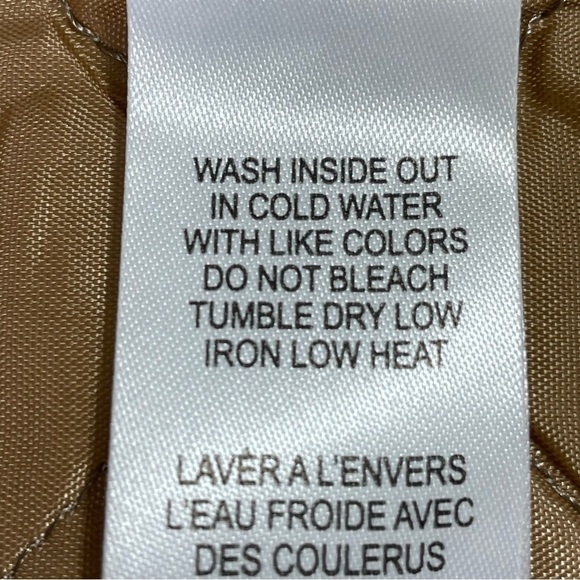 WASH INSIDE OUT
IN COLD WATER
WITH LIKE COLORS
DO NOT BLEACH
TUMBLE DRY LOW
IRON LOW HEAT
LAVER A L'ENVERS
L'EAU FROIDE AVEC
DES COULERUS